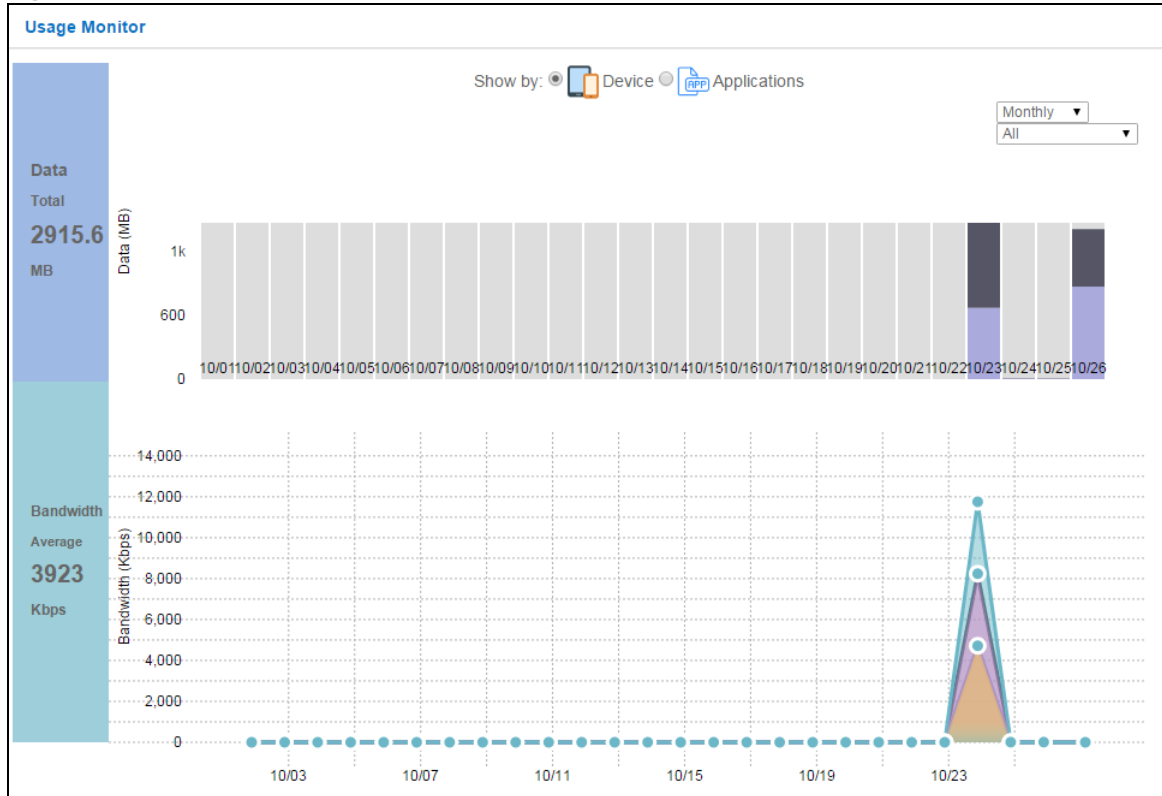 Usage Monitor
Show by: Device Applications
Monthly
All
Data
Total
2915.6
MB
Data (MB)
1k
600
0
10/01 10/02 10/03 10/04 10/05 10/06 10/07 10/08 10/09 10/10 10/11 10/12 10/13 10/14 10/15 10/16 10/17 10/18 10/19 10/20 10/21 10/22 10/23 10/24 10/25 10/26
Bandwidth
Average
3923
Kbps
Bandwidth (Kbps)
14,000
12,000
10,000
8,000
6,000
4,000
2,000
0
10/03 10/07 10/11 10/15 10/19 10/23